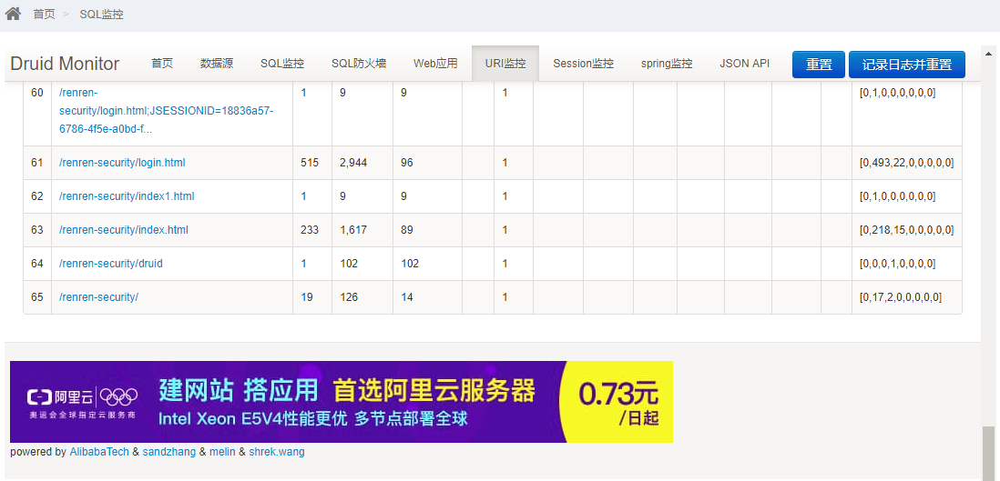 首页 > SQL监控
Druid Monitor 首页 数据源 SQL监控 SQL防火墙 Web应用 URI监控 Session监控 spring监控 JSON API 重置 记录日志并重置
60 /renren- 1 9 9 1 [0,1,0,0,0,0,0,0]
security/login.html;JSESSIONID=18836a57-
6786-4f5e-a0bd-f...
61 /renren-security/login.html 515 2,944 96 1 [0,493,22,0,0,0,0,0]
62 /renren-security/index1.html 1 9 9 1 [0,1,0,0,0,0,0,0]
63 /renren-security/index.html 233 1,617 89 1 [0,218,15,0,0,0,0,0]
64 /renren-security/druid 1 102 102 1 [0,0,0,1,0,0,0,0]
65 /renren-security/ 19 126 14 1 [0,17,2,0,0,0,0,0]
阿里云
奥运会全球指定云服务商
建网站 搭应用 首选阿里云服务器
Intel Xeon E5V4性能更优 多节点部署全球
0.73元
/日起
powered by AlibabaTech & sandzhang & melin & shrek.wang